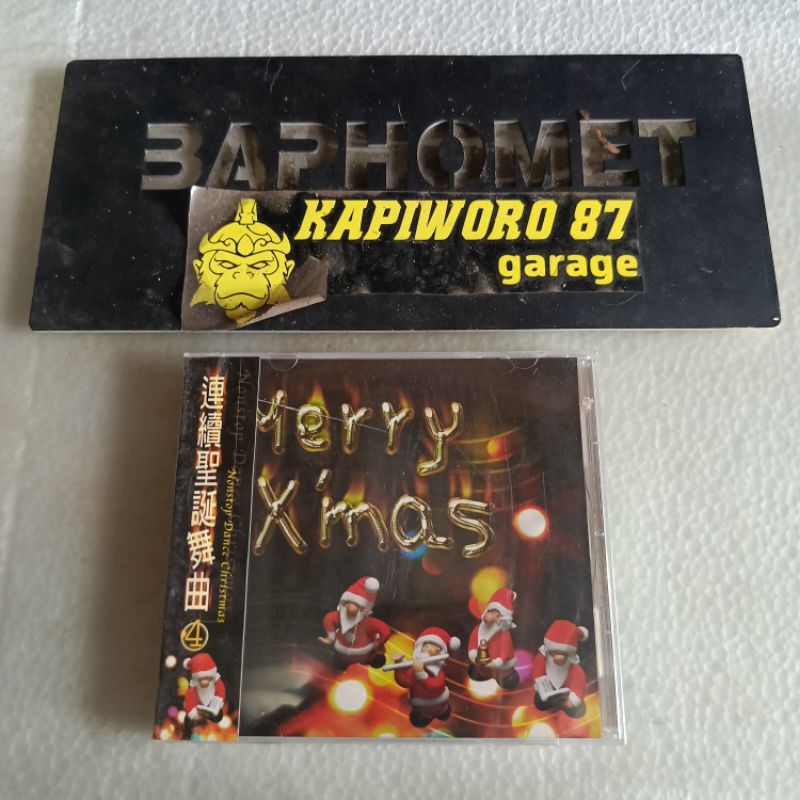 BAPHOMET
KAPIWORO 87
garage
連續聖誕舞曲④
Nonstop Dance Christmas
Merry
X'mas